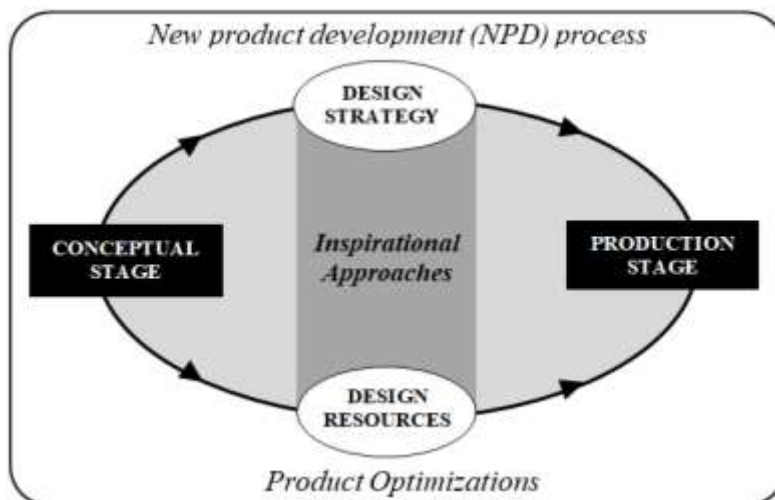 New product development (NPD) process
DESIGN
STRATEGY
CONCEPTUAL
STAGE
Inspirational
Approaches
PRODUCTION
STAGE
DESIGN
RESOURCES
Product Optimizations